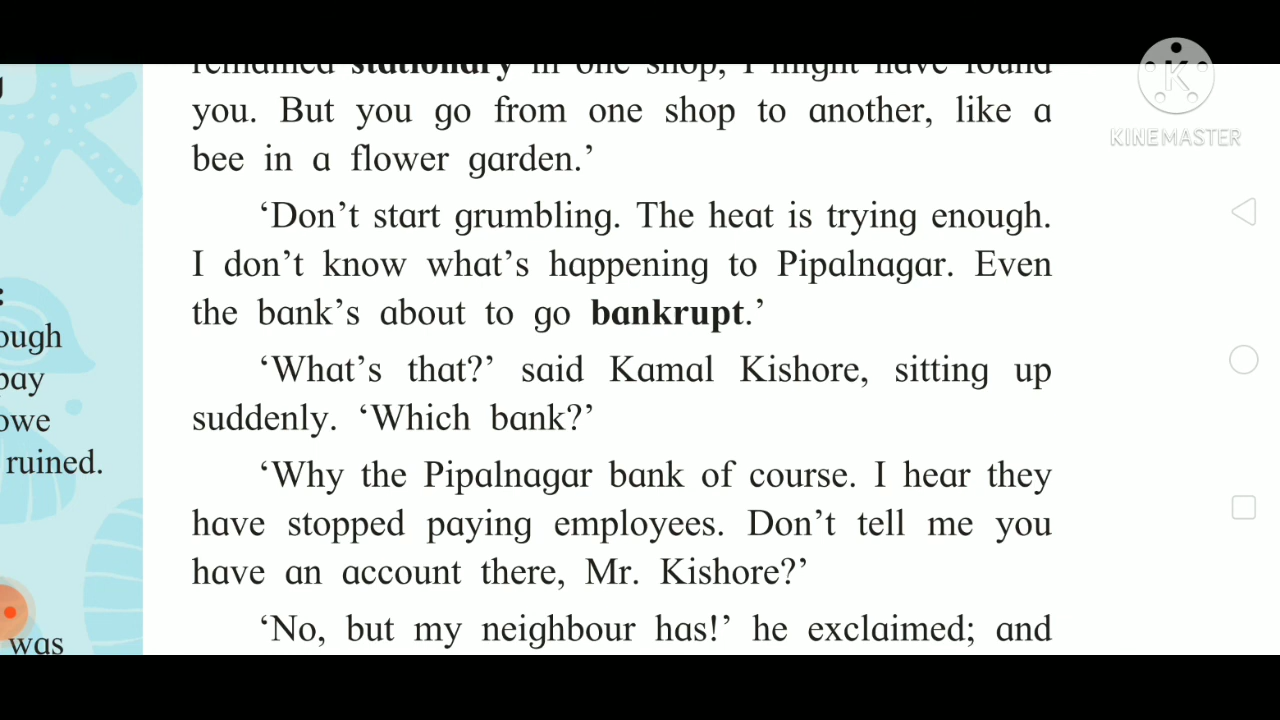 remained stationary in one shop, I might have found
you. But you go from one shop to another, like a
bee in a flower garden.’
‘Don’t start grumbling. The heat is trying enough.
I don’t know what’s happening to Pipalnagar. Even
the bank’s about to go bankrupt.’
‘What’s that?’ said Kamal Kishore, sitting up
suddenly. ‘Which bank?’
‘Why the Pipalnagar bank of course. I hear they
have stopped paying employees. Don’t tell me you
have an account there, Mr. Kishore?’
‘No, but my neighbour has!’ he exclaimed; and
owe
ruined.
was
K
KINEMASTER